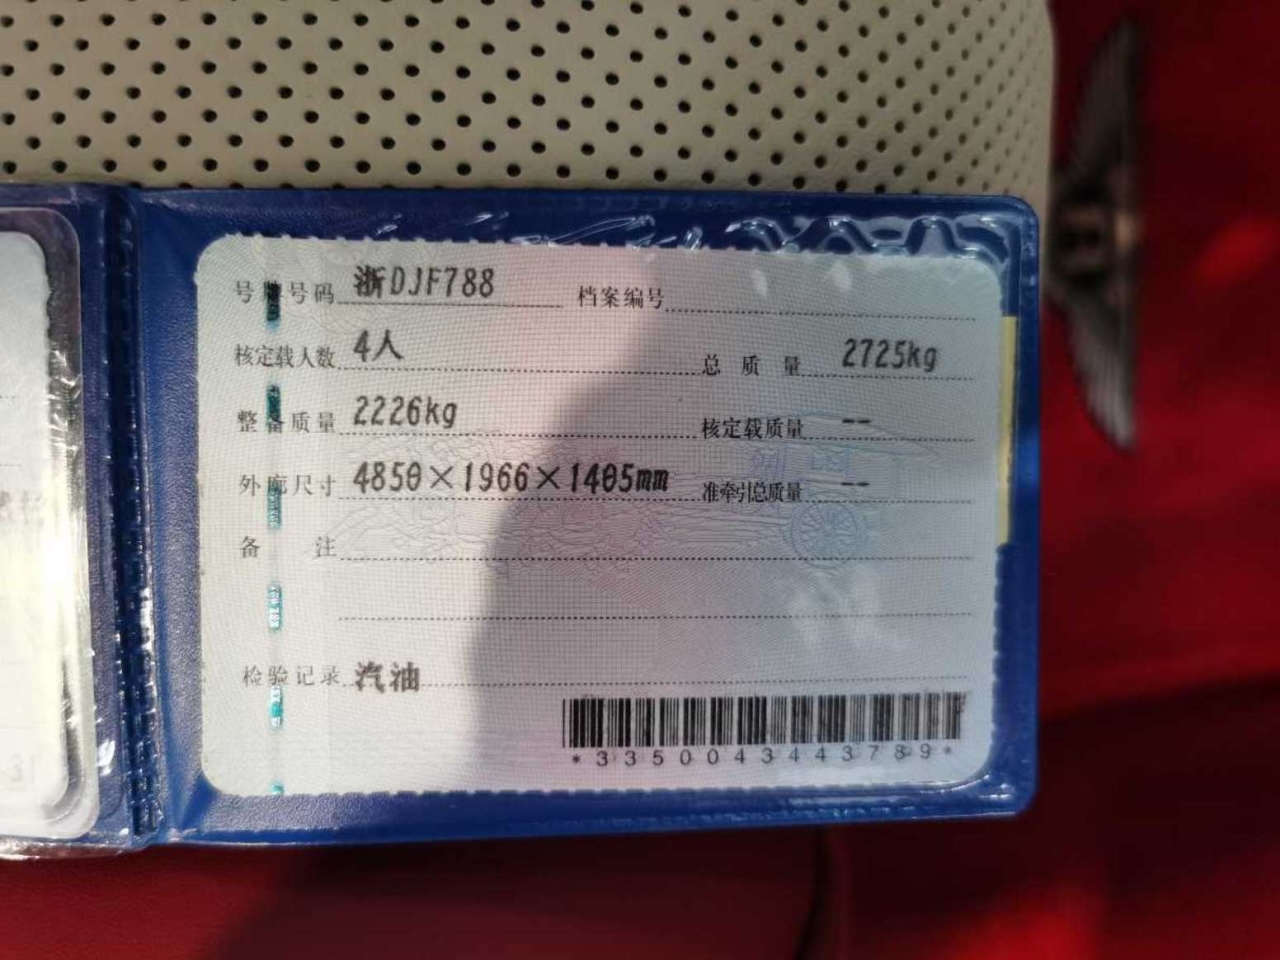 号牌号码 浙DJF788 档案编号
核定载人数 4人 总质量 2725kg
整备质量 2226kg 核定载质量 --
外廓尺寸 4850×1966×1405mm 准牵引总质量 --
备注
检验记录 汽油
*3350043443789*